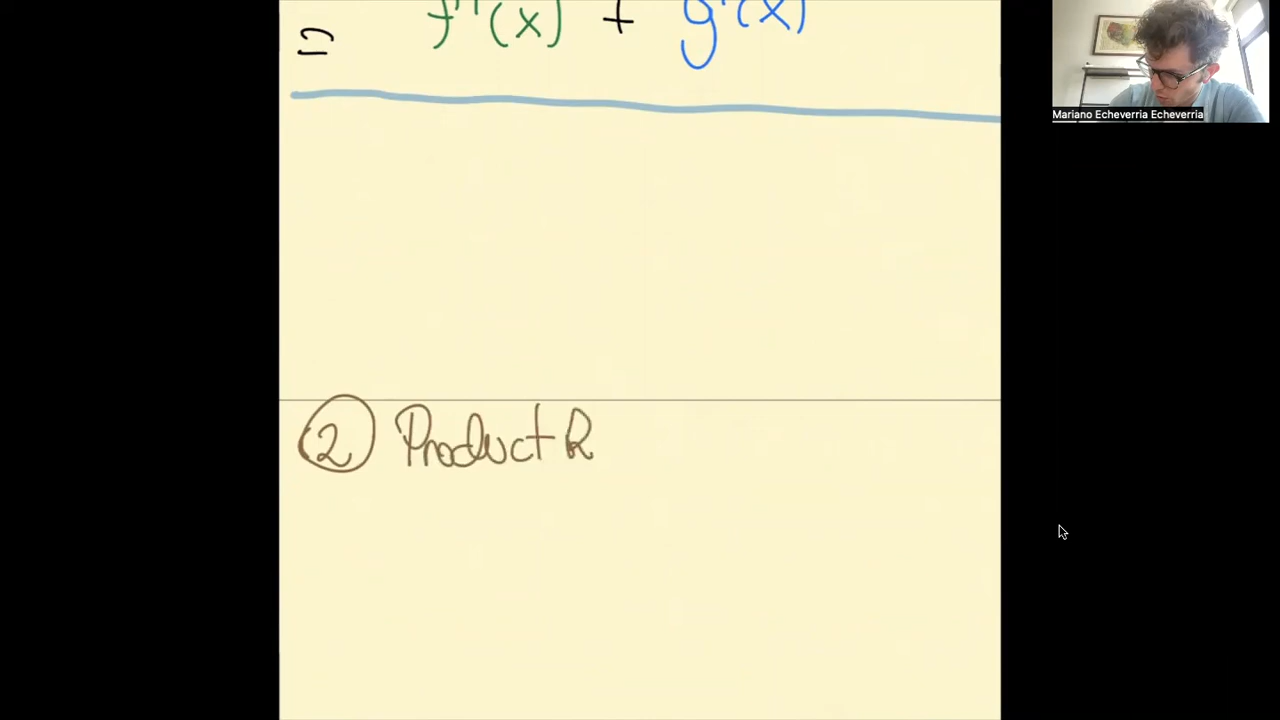 = f'(x) + g'(x)
Mariano Echeverria Echeverria
2 Product R